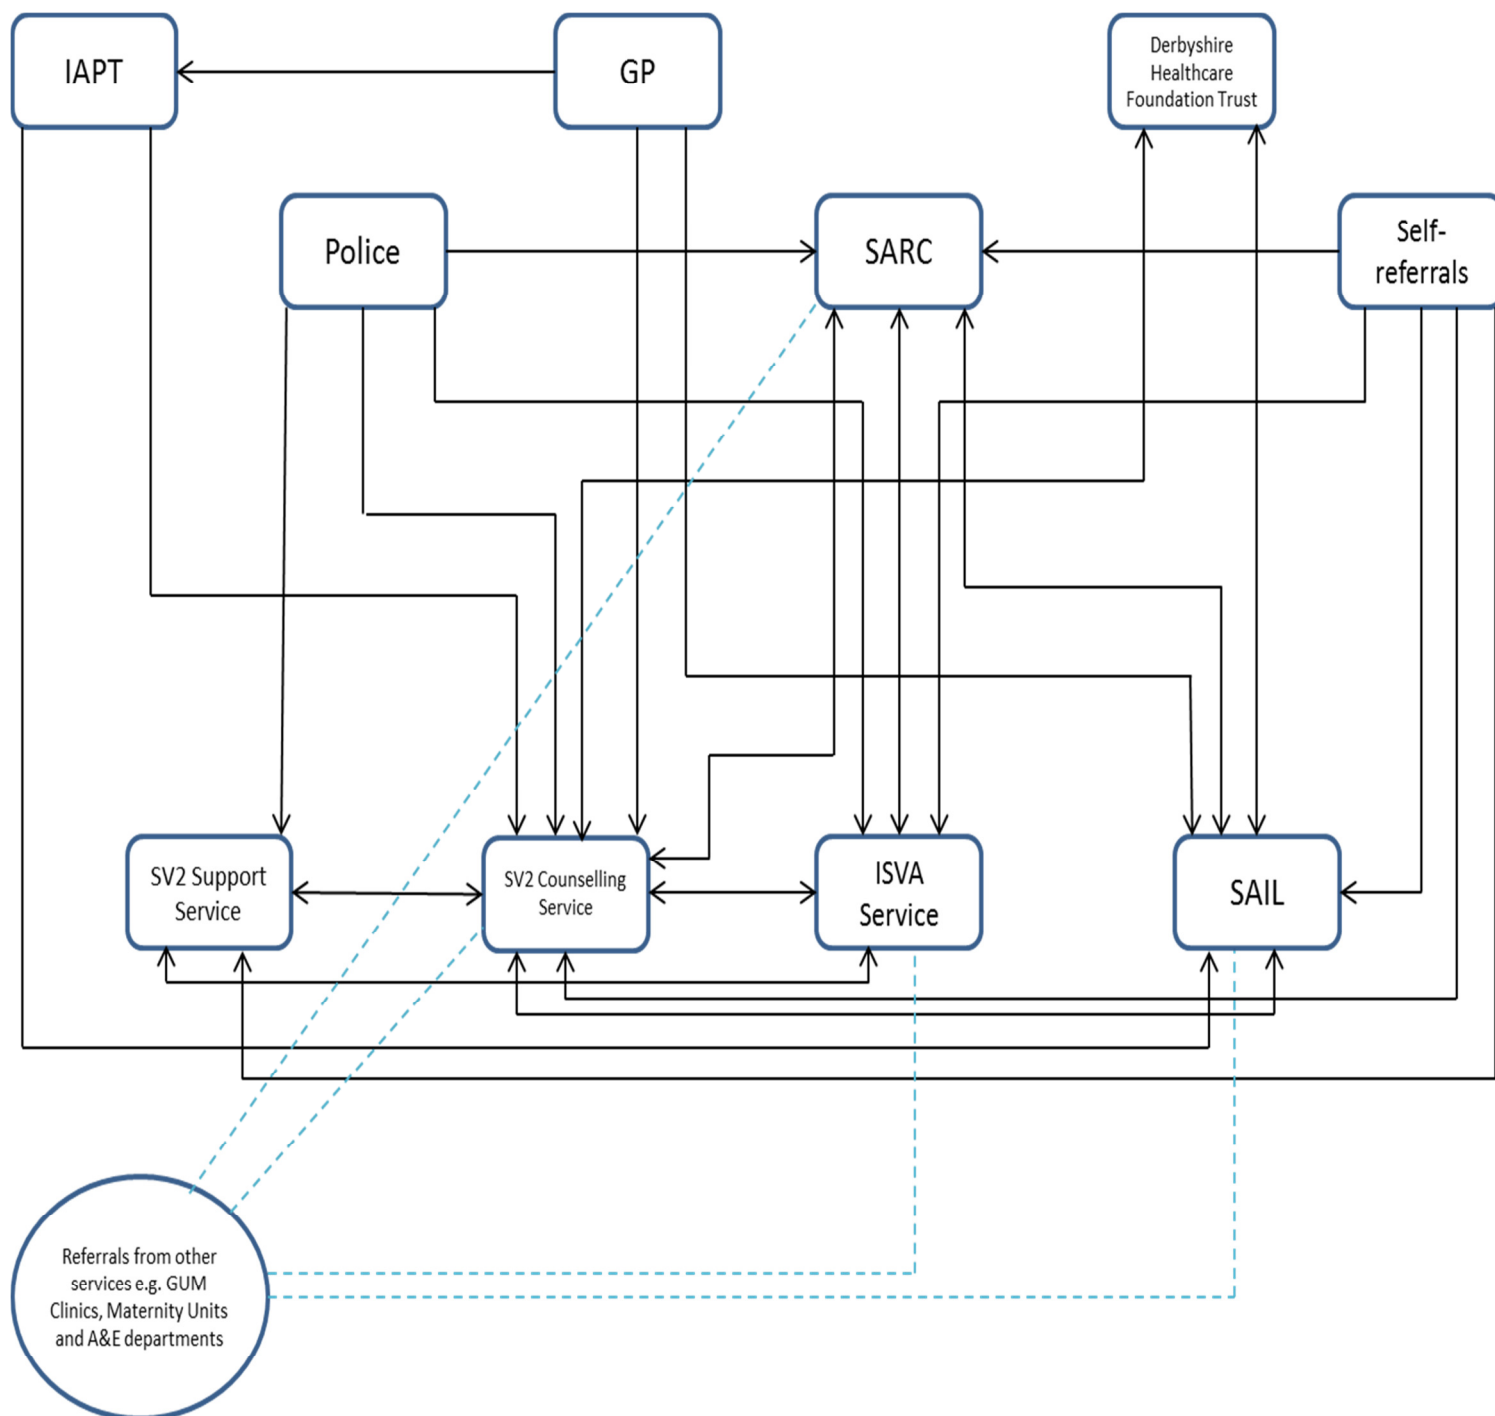 IAPT
GP
Derbyshire
Healthcare
Foundation Trust
Police
SARC
Self-
referrals
SV2 Support
Service
SV2 Counselling
Service
ISVA
Service
SAIL
Referrals from other
services e.g. GUM
Clinics, Maternity Units
and A&E departments